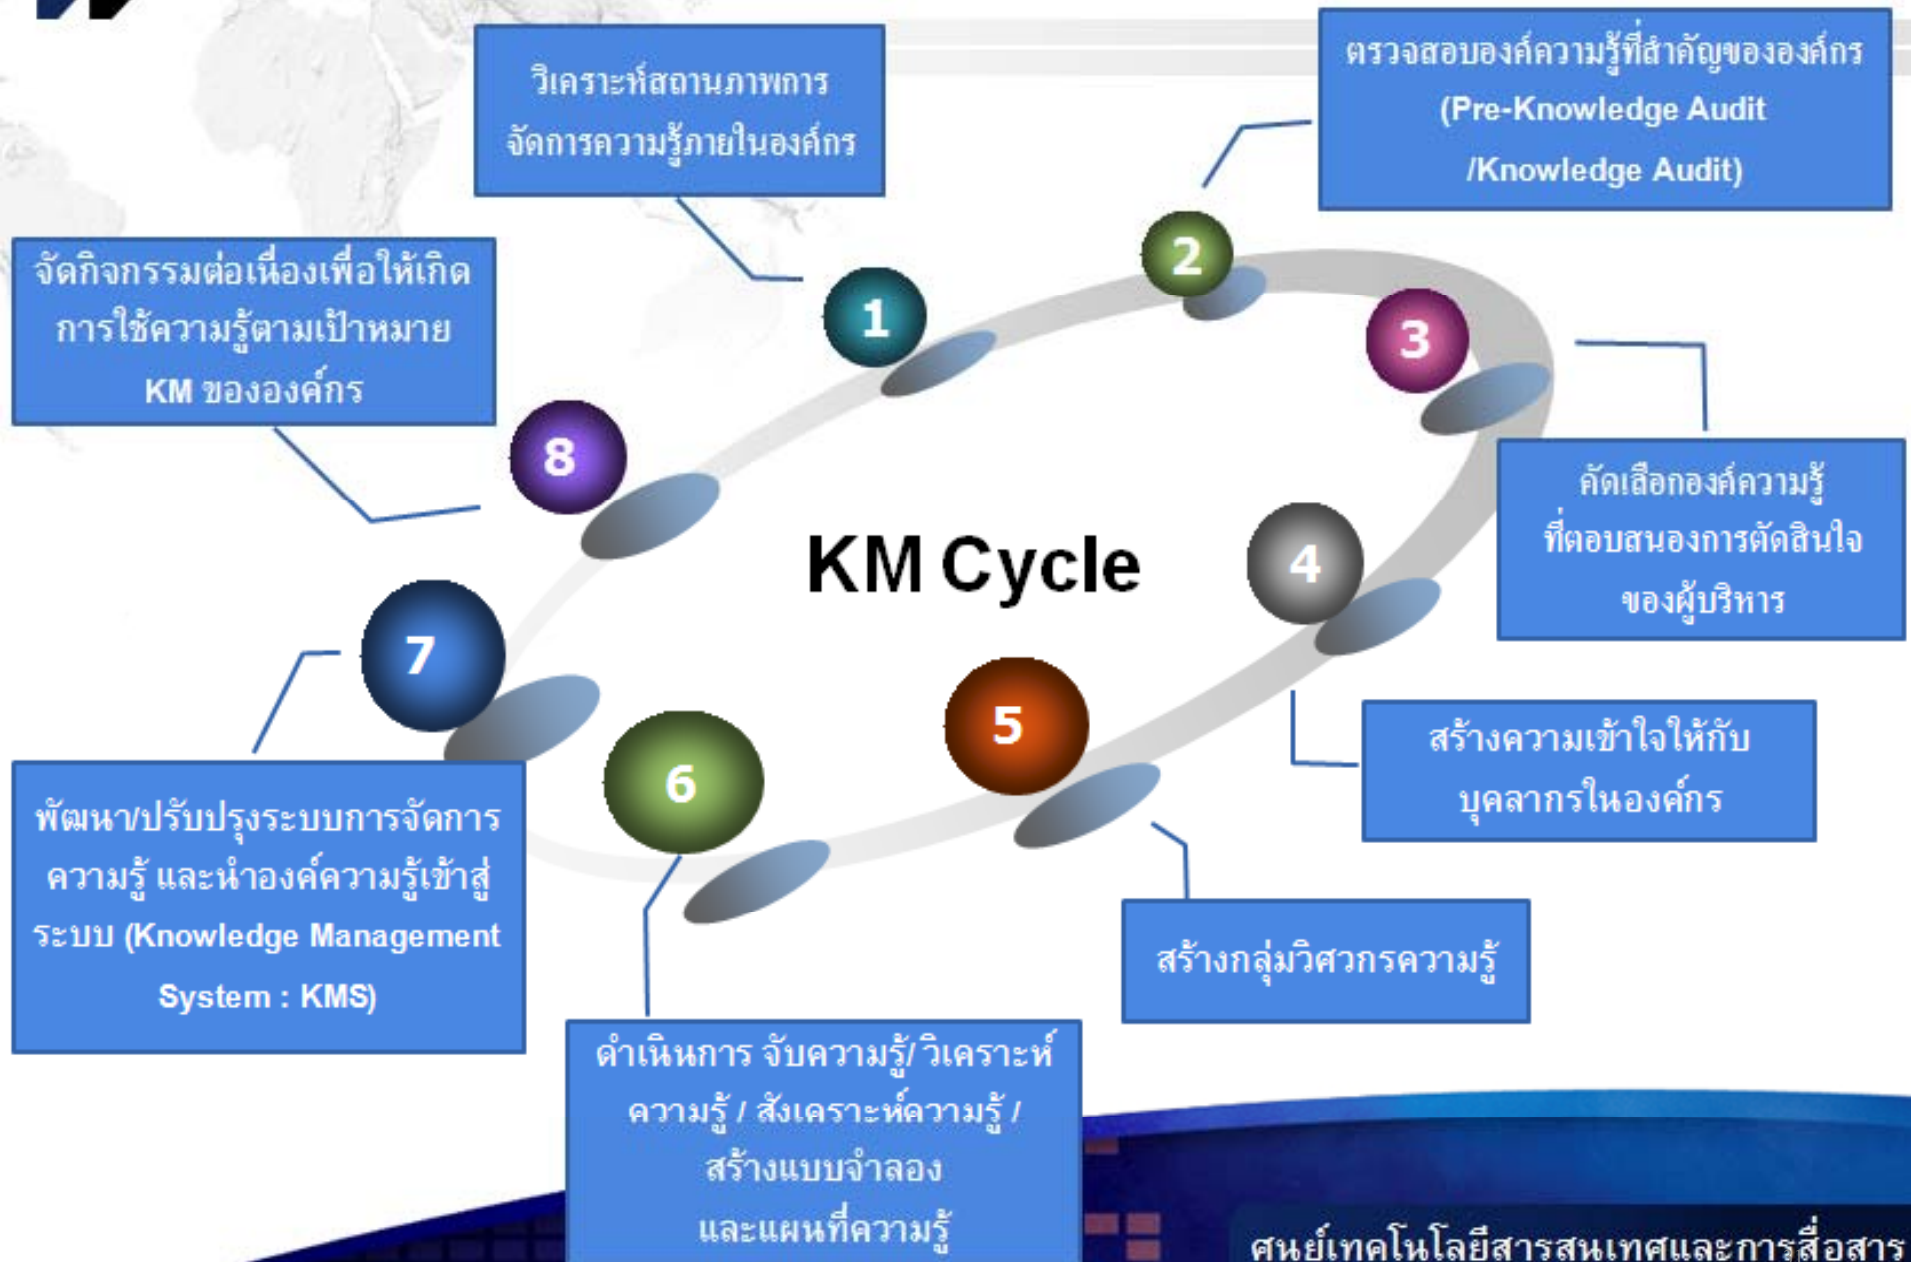 วิเคราะห์สถานภาพการ
จัดการความรู้ภายในองค์กร
ตรวจสอบองค์ความรู้ที่สำคัญขององค์กร
(Pre-Knowledge Audit
/Knowledge Audit)
จัดกิจกรรมต่อเนื่องเพื่อให้เกิด
การใช้ความรู้ตามเป้าหมาย
KM ขององค์กร
1
2
3
8
คัดเลือกองค์ความรู้
ที่ตอบสนองการตัดสินใจ
ของผู้บริหาร
KM Cycle
4
7
6
5
สร้างความเข้าใจให้กับ
บุคลากรในองค์กร
พัฒนา/ปรับปรุงระบบการจัดการ
ความรู้ และนำองค์ความรู้เข้าสู่
ระบบ (Knowledge Management
System : KMS)
สร้างกลุ่มวิศวกรความรู้
ดำเนินการ จับความรู้/ วิเคราะห์
ความรู้ / สังเคราะห์ความรู้ /
สร้างแบบจำลอง
และแผนที่ความรู้
ศูนย์เทคโนโลยีสารสนเทศและการสื่อสาร